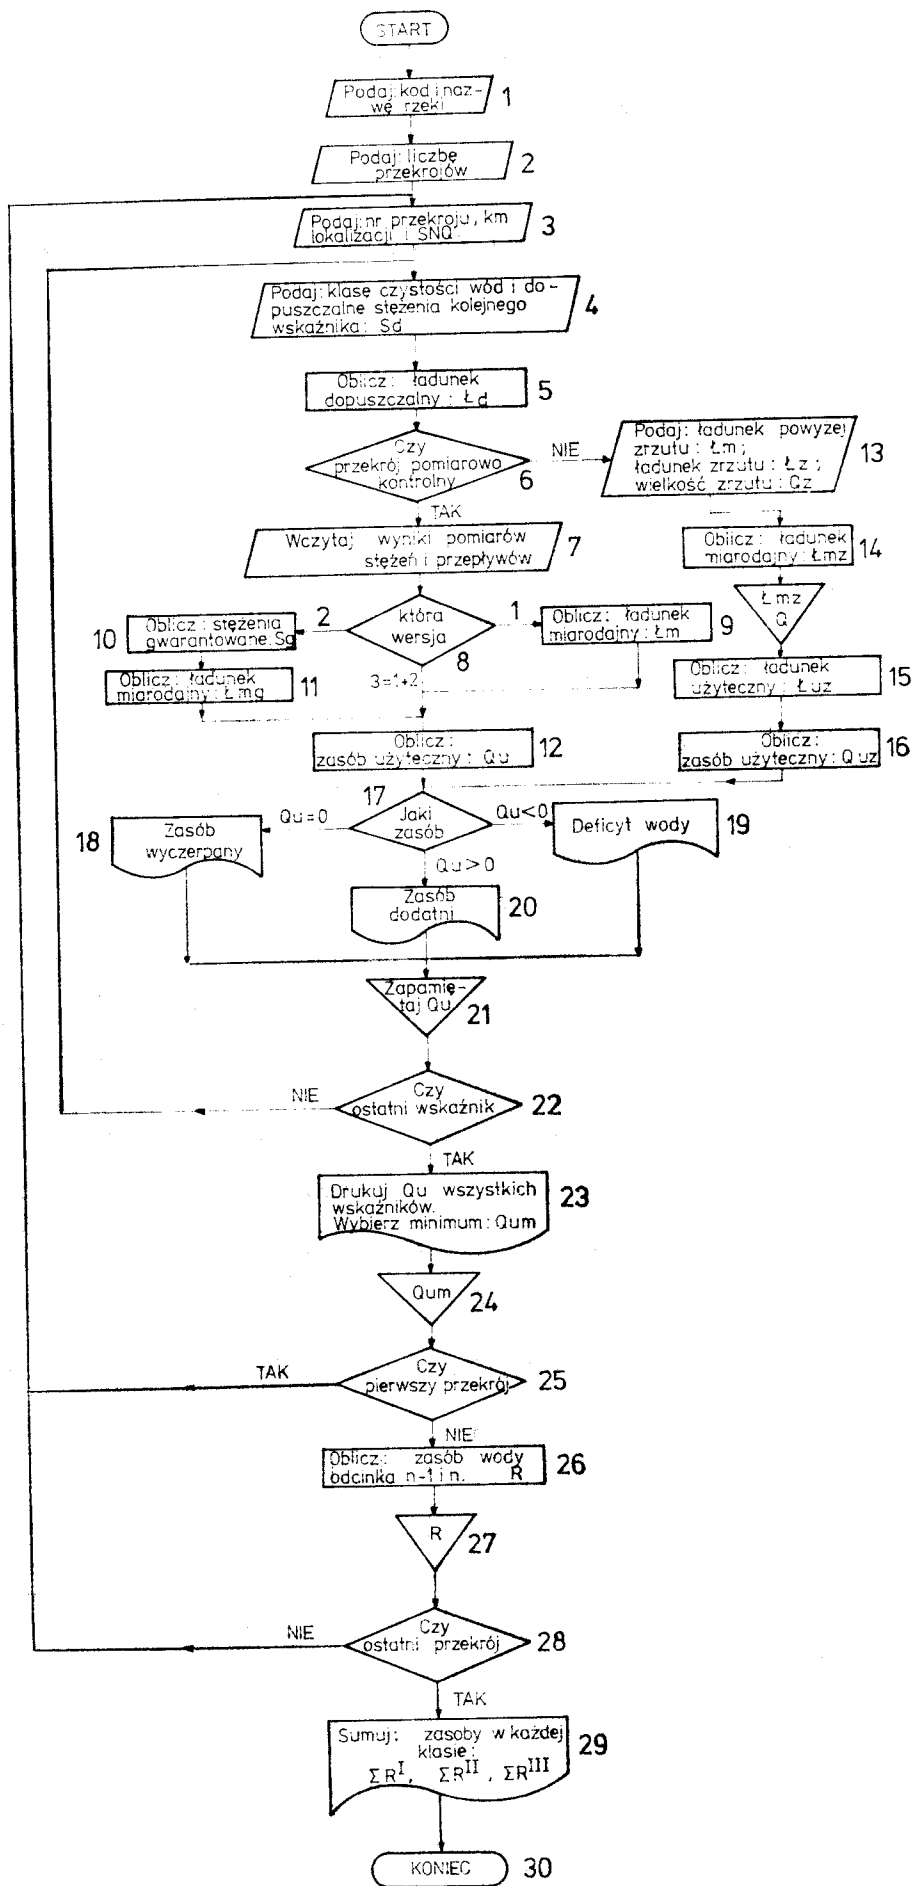 START
Podaj: kod i naz-
wę rzeki
1
Podaj: liczbę
przekrojów
2
Podaj: nr przekroju, km
lokalizacji i SNQ
3
Podaj: klasę czystości wód i do-
puszczalne stężenia kolejnego
wskaźnika: Sd
4
Oblicz: ładunek
dopuszczalny: Łd
5
Czy
przekrój pomiarowo
kontrolny
6
NIE
TAK
Podaj: ładunek powyżej
zrzutu: Łm;
ładunek zrzutu: Łz;
wielkość zrzutu: Qz
13
Wczytaj wyniki pomiarów
stężeń i przepływów
7
Oblicz: ładunek
miarodajny: Łmz
14
Łmz
Q
która
wersja
8
2
1
3=1+2
10
Oblicz: stężenia
gwarantowane: Sg
Oblicz: ładunek
miarodajny: Łm
9
Oblicz: ładunek
miarodajny: Łmg
11
Oblicz: ładunek
użyteczny: Łuz
15
Oblicz:
zasób użyteczny: Qu
12
Oblicz:
zasób użyteczny: Quz
16
17
Jaki
zasób
Qu=0
Qu<0
Qu>0
18
Zasób
wyczerpany
Deficyt wody
19
Zasób
dodatni
20
Zapamię-
taj Qu
21
Czy
ostatni wskaźnik
22
NIE
TAK
Drukuj Qu wszystkich
wskaźników.
Wybierz minimum: Qum
23
Qum
24
Czy
pierwszy przekrój
25
TAK
NIE
Oblicz: zasób wody
odcinka n-1 i n. R
26
R
27
Czy
ostatni przekrój
28
NIE
TAK
Sumuj: zasoby w każdej
klasie:
ΣR^I, ΣR^II, ΣR^III
29
KONIEC
30